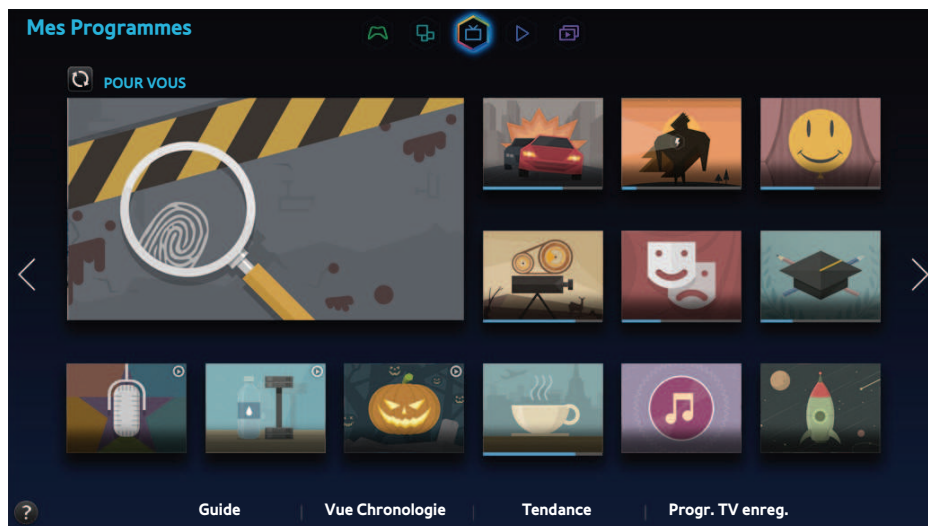 Mes Programmes
POUR VOUS
?
Guide
Vue Chronologie
Tendance
Progr. TV enreg.